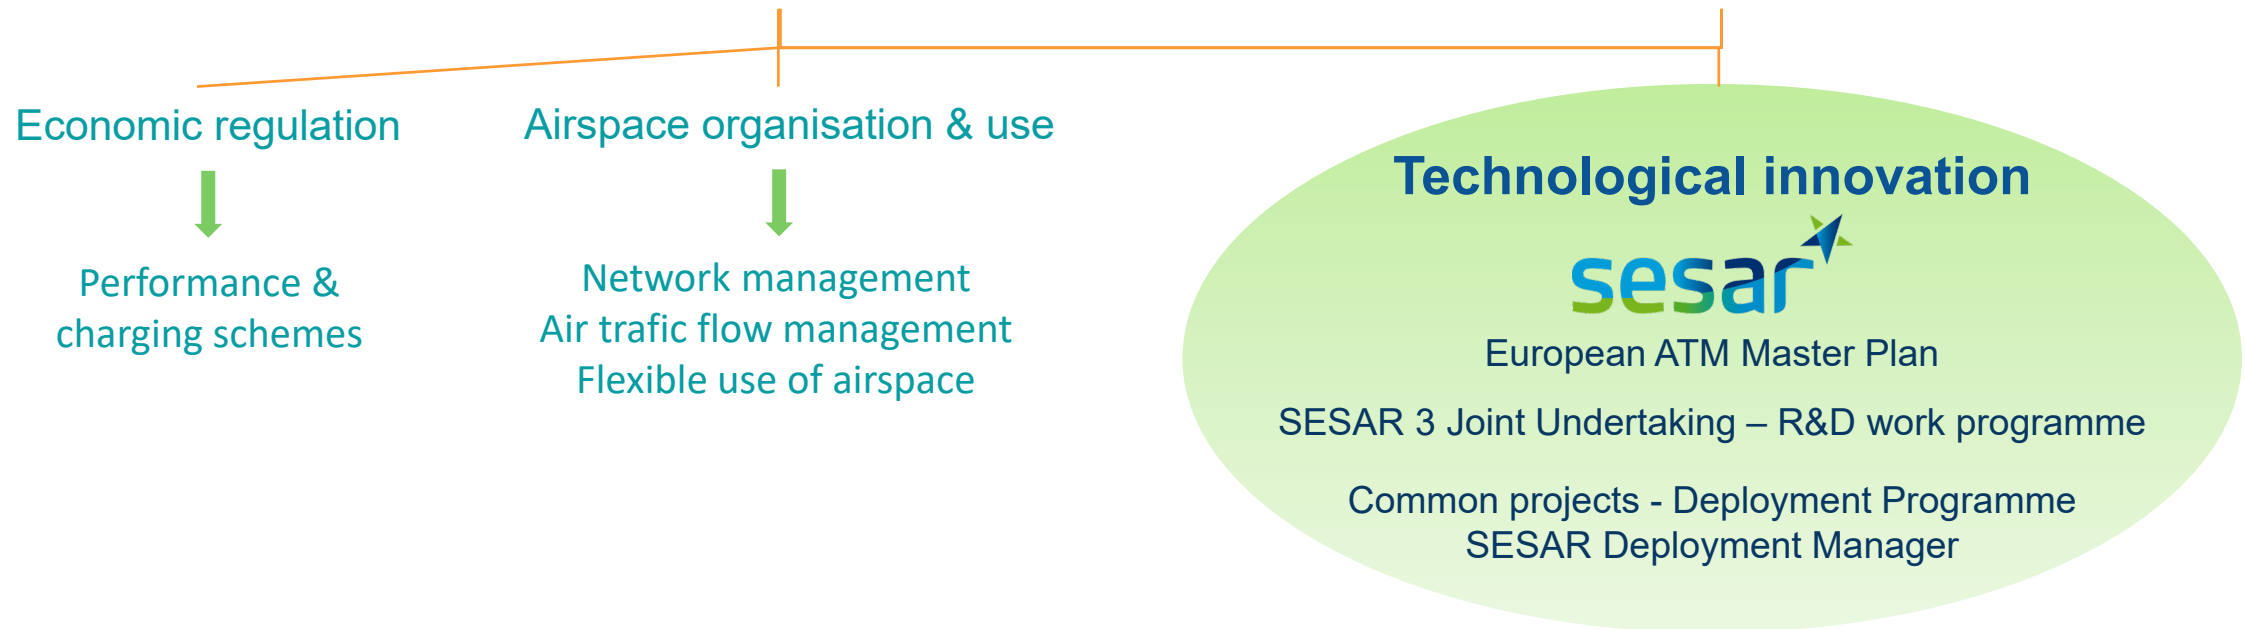 Economic regulation
Performance &
charging schemes
Airspace organisation & use
Network management
Air trafic flow management
Flexible use of airspace
Technological innovation
sesar
European ATM Master Plan
SESAR 3 Joint Undertaking – R&D work programme
Common projects - Deployment Programme
SESAR Deployment Manager